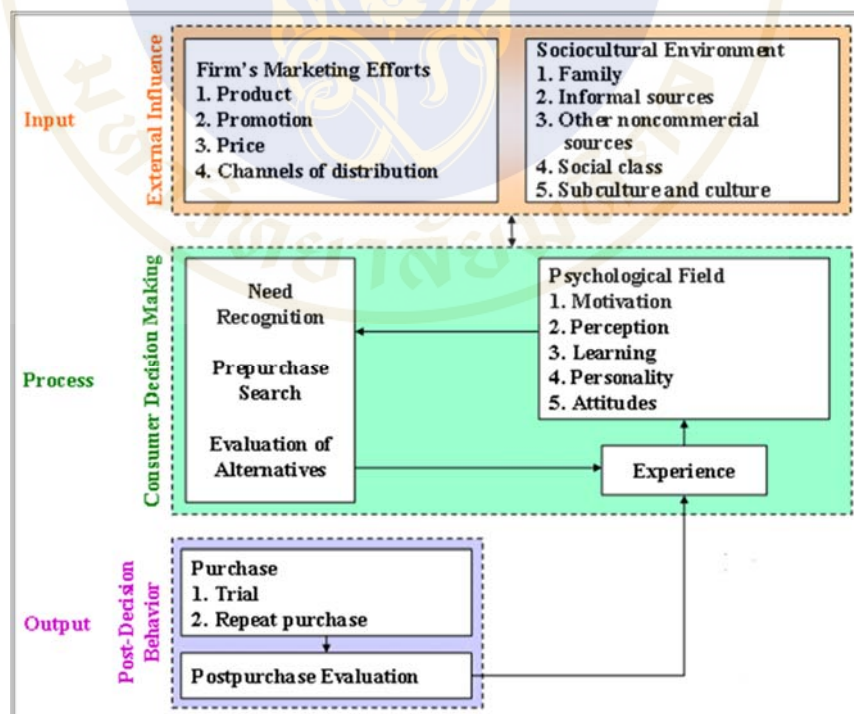 Input
External Influence
Firm's Marketing Efforts
1. Product
2. Promotion
3. Price
4. Channels of distribution
Sociocultural Environment
1. Family
2. Informal sources
3. Other noncommercial
sources
4. Social class
5. Subculture and culture
Process
Consumer Decision Making
Need
Recognition
Prepurchase
Search
Evaluation of
Alternatives
Psychological Field
1. Motivation
2. Perception
3. Learning
4. Personality
5. Attitudes
Experience
Output
Post-Decision
Behavior
Purchase
1. Trial
2. Repeat purchase
Postpurchase Evaluation